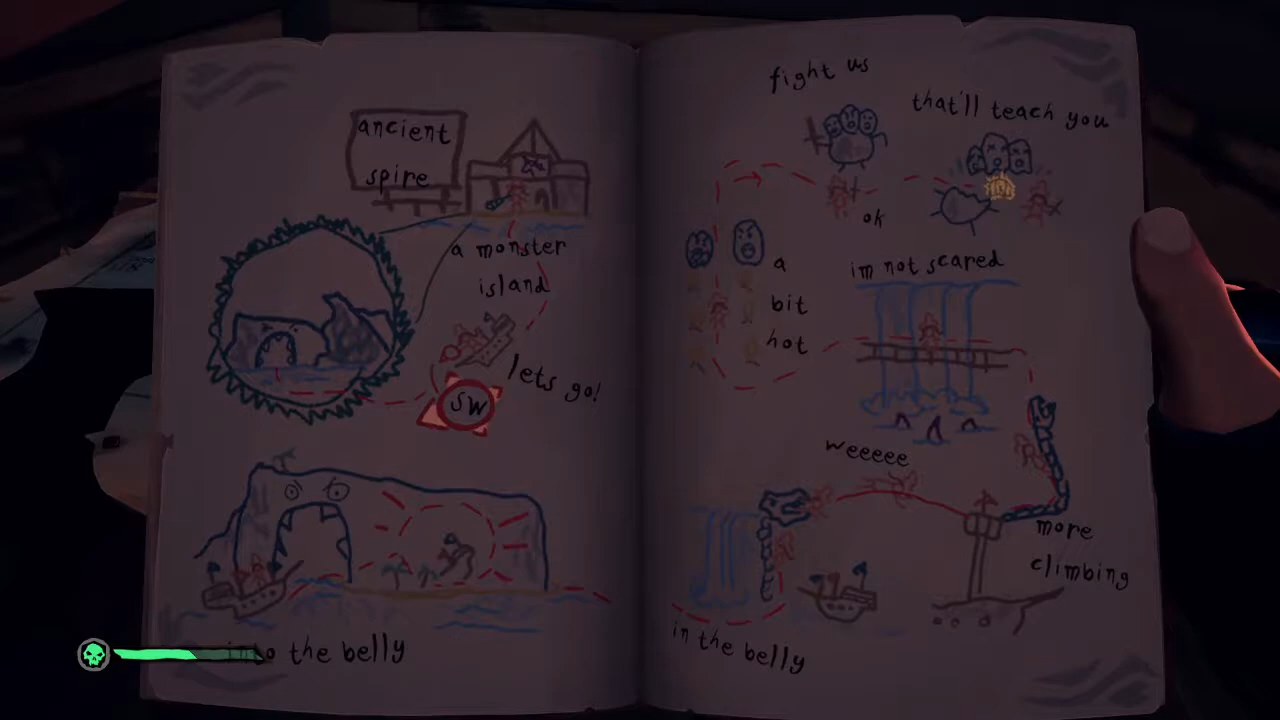 ancient
spire
a monster
island
lets go!
SW
into the belly
fight us
that'll teach you
ok
a
bit
hot
im not scared
weeeee
more
climbing
in the belly